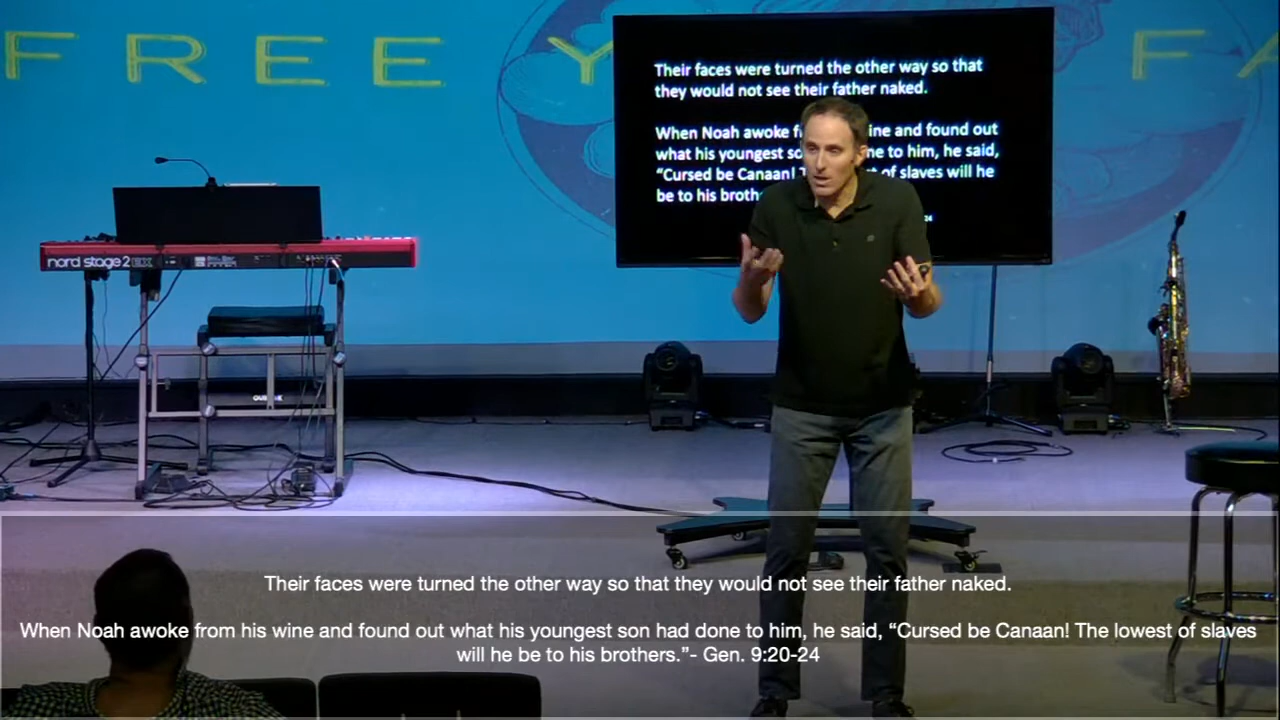 FREE Y FA
Their faces were turned the other way so that
they would not see their father naked.
When Noah awoke ine and found out
what his youngest to him, he said,
“Cursed be Canaan! of slaves will he
be to his
24
nord stage 2 EX
Their faces were turned the other way so that they would not see their father naked.
When Noah awoke from his wine and found out what his youngest son had done to him, he said, “Cursed be Canaan! The lowest of slaves
will he be to his brothers.”- Gen. 9:20-24